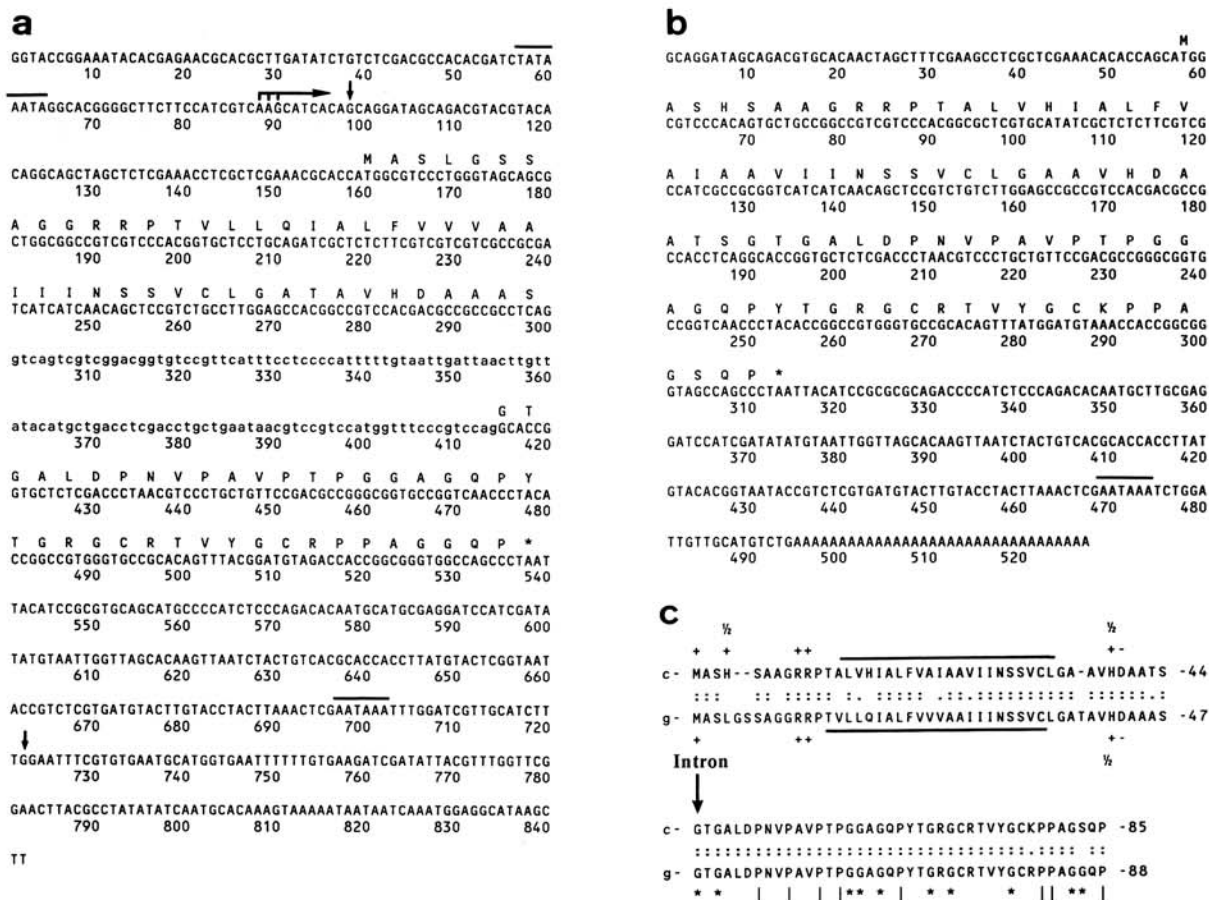 a
GGTACCGGAAATACACGAGAACGCACGCTTGATATCTGTCTCGACGCCACACGATCTATA
10 20 30 40 50 60
AATAGGCACGGGGCTTCTTCCATCGTCAAGCATCACAGCAGGATAGCAGACGTACGTACA
70 80 90 100 110 120
M A S L G S S
CAGGCAGCTAGCTCTCGAAACCTCGCTCGAAACGCACCATGGCGTCCCTGGGTAGCAGCG
130 140 150 160 170 180
A G G R R P T V L L Q I A L F V V V A A
CTGGCGGCCGTCGTCCCACGGTGCTCCTGCAGATCGCTCTCTTCGTCGTCGTCGCCGCGA
190 200 210 220 230 240
I I I N S S V C L G A T A V H D A A A S
TCATCATCAACAGCTCCGTCTGCCTTGGAGCCACGGCCGTCCACGACGCCGCCGCCTCAG
250 260 270 280 290 300
gtcagtcgtcggacggtgtccgttcatttcctccccatttttgtaattgattaacttgtt
310 320 330 340 350 360
G T
atacatgctgacctcgacctgctgaataacgtccgtccatggtttcccgtccagGCACCG
370 380 390 400 410 420
G A L D P N V P A V P T P G G A G Q P Y
GTGCTCTCGACCCTAACGTCCCTGCTGTTCCGACGCCGGGCGGTGCCGGTCAACCCTACA
430 440 450 460 470 480
T G R G C R T V Y G C R P P A G G Q P *
CCGGCCGTGGGTGCCGCACAGTTTACGGATGTAGACCACCGGCGGGTGGCCAGCCCTAAT
490 500 510 520 530 540
TACATCCGCGTGCAGCATGCCCCATCTCCCAGACACAATGCATGCGAGGATCCATCGATA
550 560 570 580 590 600
TATGTAATTGGTTAGCACAAGTTAATCTACTGTCACGCACCACCTTATGTACTCGGTAAT
610 620 630 640 650 660
ACCGTCTCGTGATGTACTTGTACCTACTTAAACTCGAATAAATTTGGATCGTTGCATCTT
670 680 690 700 710 720
TGGAATTTCGTGTGAATGCATGGTGAATTTTTTGTGAAGATCGATATTACGTTTGGTTCG
730 740 750 760 770 780
GAACTTACGCCTATATATCAATGCACAAAGTAAAAATAATAATCAAATGGAGGCATAAGC
790 800 810 820 830 840
TT
b
M
GCAGGATAGCAGACGTGCACAACTAGCTTTCGAAGCCTCGCTCGAAACACACCAGCATGG
10 20 30 40 50 60
A S H S A A G R R P T A L V H I A L F V
CGTCCCACAGTGCTGCCGGCCGTCGTCCCACGGCGCTCGTGCATATCGCTCTCTTCGTCG
70 80 90 100 110 120
A I A A V I I N S S V C L G A A V H D A
CCATCGCCGCGGTCATCATCAACAGCTCCGTCTGTCTTGGAGCCGCCGTCCACGACGCCG
130 140 150 160 170 180
A T S G T G A L D P N V P A V P T P G G
CCACCTCAGGCACCGGTGCTCTCGACCCTAACGTCCCTGCTGTTCCGACGCCGGGCGGTG
190 200 210 220 230 240
A G Q P Y T G R G C R T V Y G C K P P A
CCGGTCAACCCTACACCGGCCGTGGGTGCCGCACAGTTTATGGATGTAAACCACCGGCGG
250 260 270 280 290 300
G S Q P *
GTAGCCAGCCCTAATTACATCCGCGCGCAGACCCCATCTCCCAGACACAATGCTTGCGAG
310 320 330 340 350 360
GATCCATCGATATATGTAATTGGTTAGCACAAGTTAATCTACTGTCACGCACCACCTTAT
370 380 390 400 410 420
GTACACGGTAATACCGTCTCGTGATGTACTTGTACCTACTTAAACTCGAATAAATCTGGA
430 440 450 460 470 480
TTGTTGCATGTCTGAAAAAAAAAAAAAAAAAAAAAAAAAAAAAAAAA
490 500 510 520
c
½ ½
+ + ++ +-
c- MASH--SAAGRRPTALVHIALFVAIAAVIINSSVCLGA-AVHDAATS -44
g- MASLGSSAGGRRPTVLLQIALFVVVAAIIINSSVCLGATAVHDAAAS -47
+ ++ +-
Intron ½
c- GTGALDPNVPAVPTPGGAGQPYTGRGCRTVYGCKPPAGSQP -85
g- GTGALDPNVPAVPTPGGAGQPYTGRGCRTVYGCRPPAGGQP -88
* * | | | | ** * | * * * || ** |